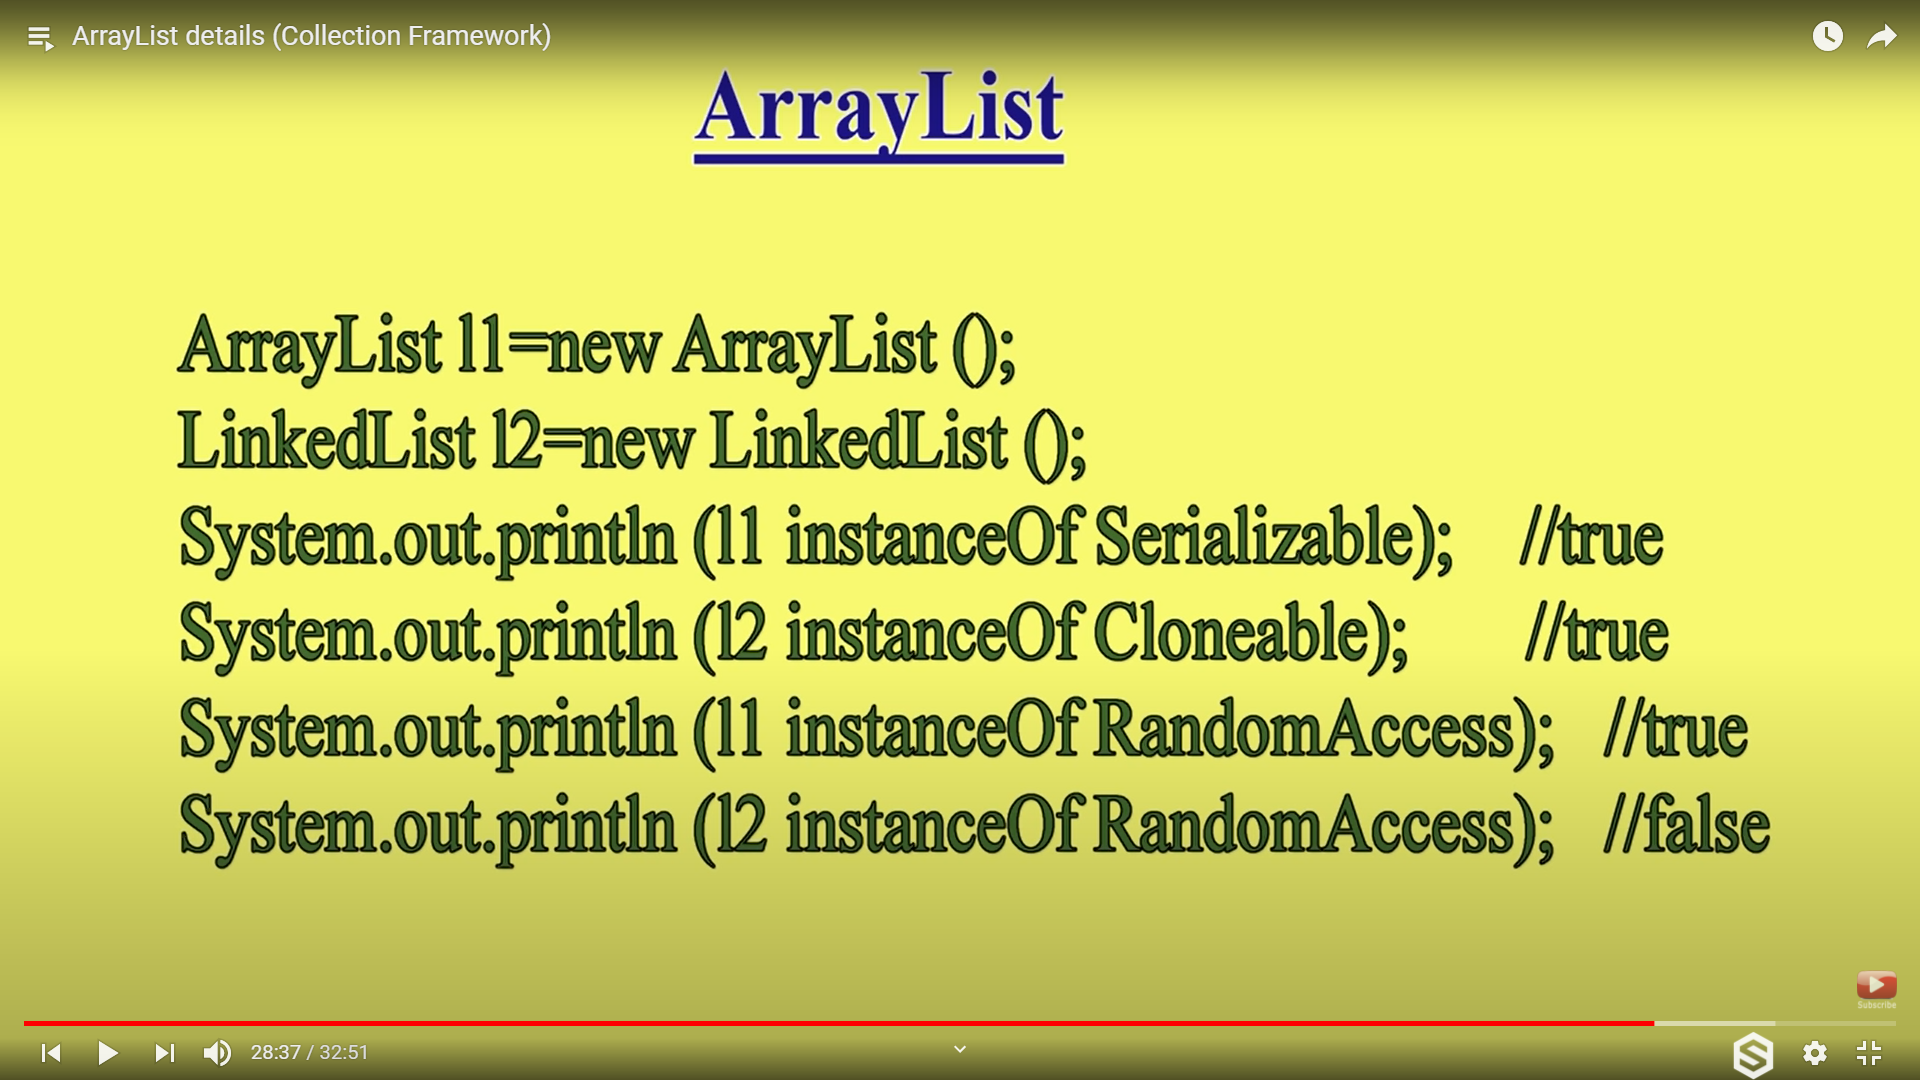 ArrayList details (Collection Framework)
ArrayList
ArrayList l1=new ArrayList ();
LinkedList l2=new LinkedList ();
System.out.println (l1 instanceOf Serializable); //true
System.out.println (l2 instanceOf Cloneable); //true
System.out.println (l1 instanceOf RandomAccess); //true
System.out.println (l2 instanceOf RandomAccess); //false
Subscribe
28:37 / 32:51